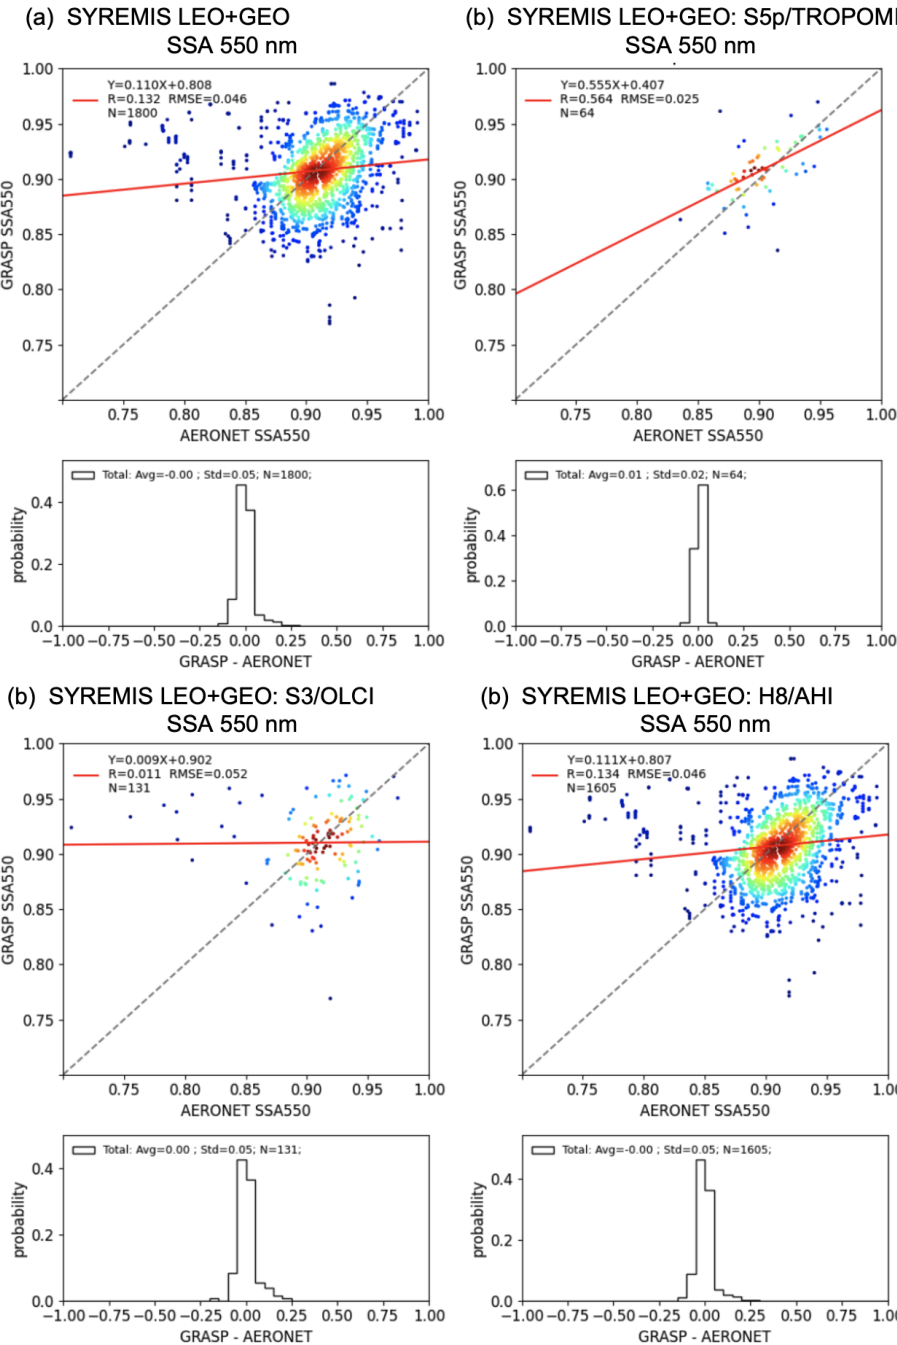 (a) SYREMIS LEO+GEO
SSA 550 nm
Y=0.110X+0.808
R=0.132 RMSE=0.046
N=1800
1.00
0.95
0.90
0.85
0.80
0.75
GRASP SSA550
0.75 0.80 0.85 0.90 0.95 1.00
AERONET SSA550
Total: Avg=-0.00 ; Std=0.05; N=1800;
0.4
0.2
0.0
probability
−1.00 −0.75 −0.50 −0.25 0.00 0.25 0.50 0.75 1.00
GRASP - AERONET
(b) SYREMIS LEO+GEO: S5p/TROPOMI
SSA 550 nm
Y=0.555X+0.407
R=0.564 RMSE=0.025
N=64
1.00
0.95
0.90
0.85
0.80
0.75
GRASP SSA550
0.75 0.80 0.85 0.90 0.95 1.00
AERONET SSA550
Total: Avg=0.01 ; Std=0.02; N=64;
0.6
0.4
0.2
0.0
probability
−1.00 −0.75 −0.50 −0.25 0.00 0.25 0.50 0.75 1.00
GRASP - AERONET
(b) SYREMIS LEO+GEO: S3/OLCI
SSA 550 nm
Y=0.009X+0.902
R=0.011 RMSE=0.052
N=131
1.00
0.95
0.90
0.85
0.80
0.75
GRASP SSA550
0.75 0.80 0.85 0.90 0.95 1.00
AERONET SSA550
Total: Avg=0.00 ; Std=0.05; N=131;
0.4
0.2
0.0
probability
−1.00 −0.75 −0.50 −0.25 0.00 0.25 0.50 0.75 1.00
GRASP - AERONET
(b) SYREMIS LEO+GEO: H8/AHI
SSA 550 nm
Y=0.111X+0.807
R=0.134 RMSE=0.046
N=1605
1.00
0.95
0.90
0.85
0.80
0.75
GRASP SSA550
0.75 0.80 0.85 0.90 0.95 1.00
AERONET SSA550
Total: Avg=-0.00 ; Std=0.05; N=1605;
0.4
0.2
0.0
probability
−1.00 −0.75 −0.50 −0.25 0.00 0.25 0.50 0.75 1.00
GRASP - AERONET